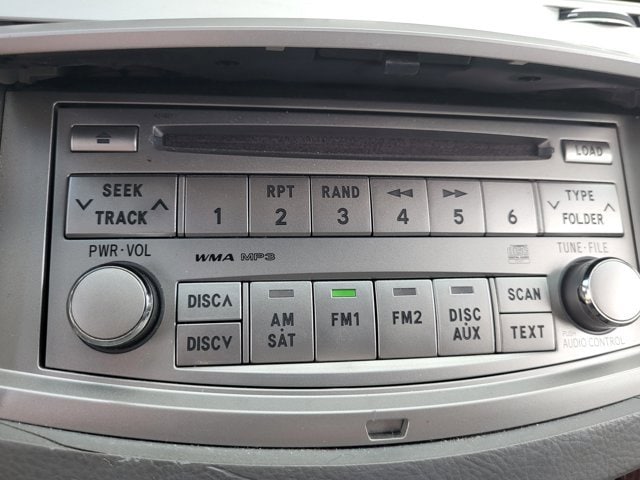 LOAD
SEEK
TRACK
1
RPT
2
RAND
3
4
5
6
TYPE
FOLDER
PWR·VOL
WMA MP3
TUNE·FILE
DISC∧
DISC∨
AM
SAT
FM1
FM2
DISC
AUX
SCAN
TEXT
PUSH
AUDIO CONTROL